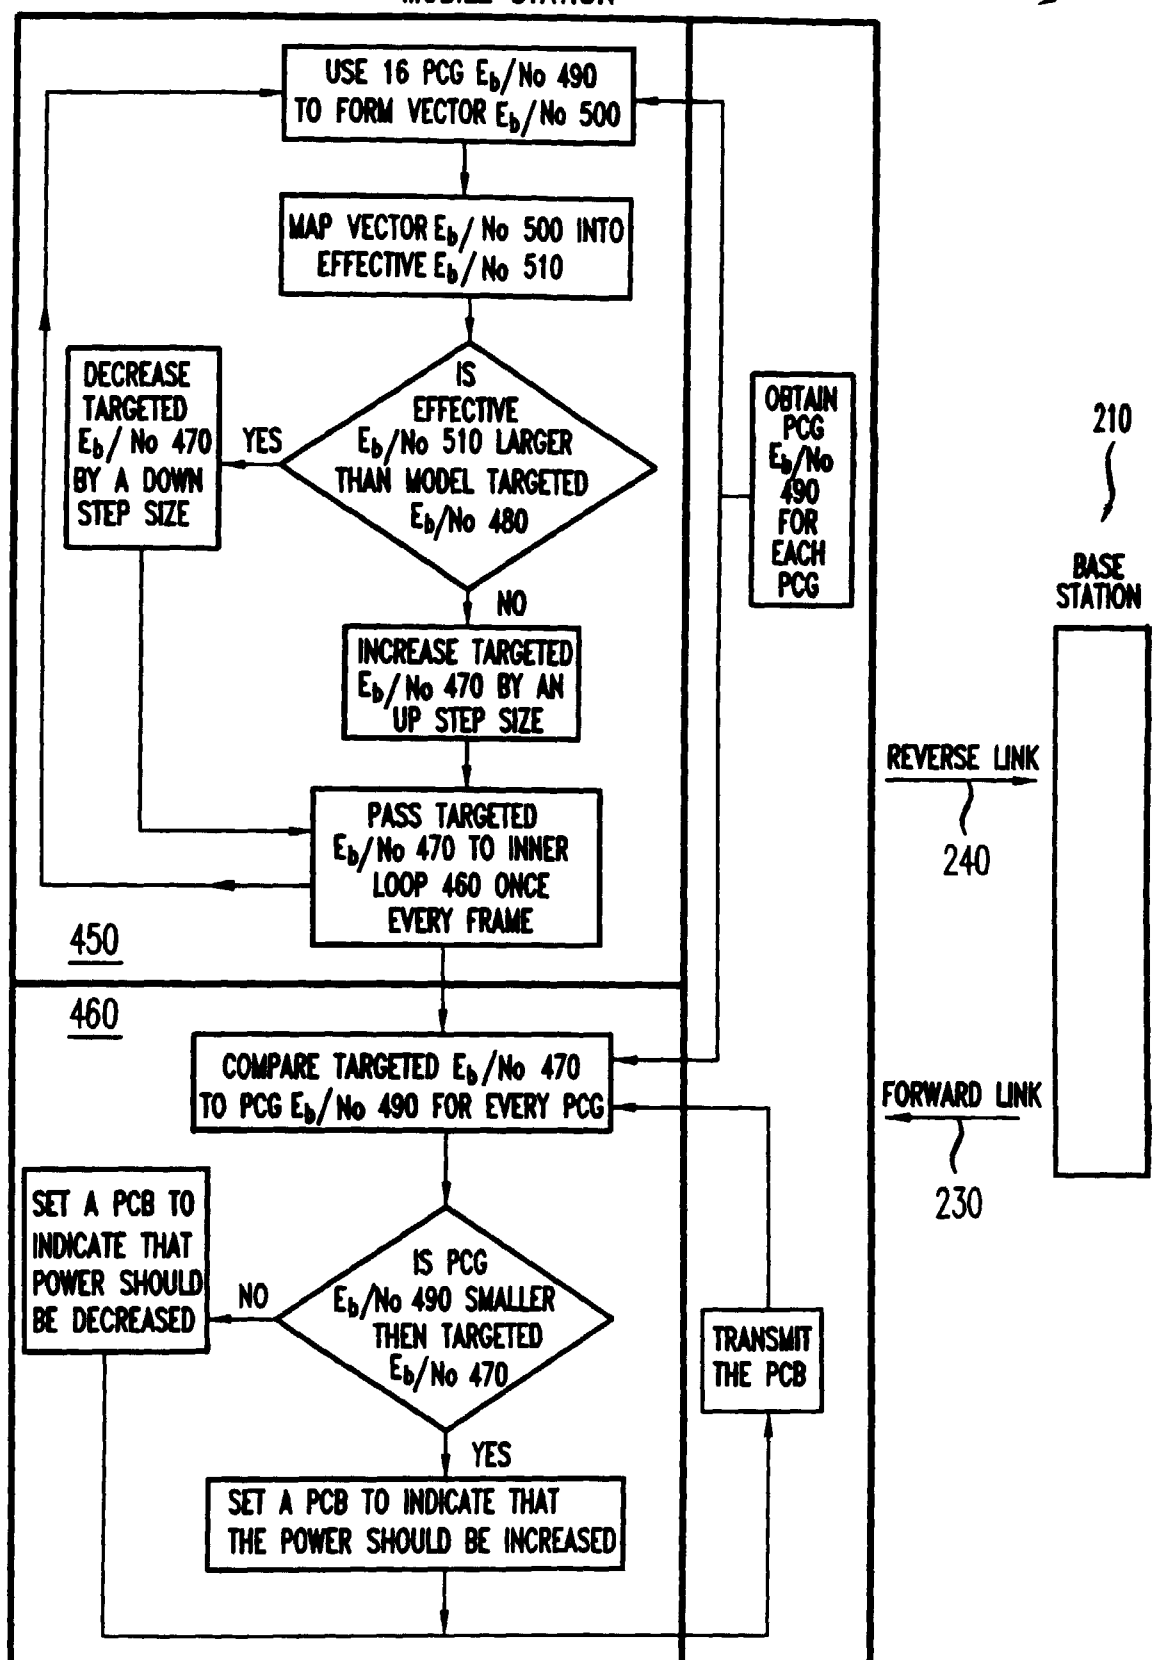 MOBILE STATION
USE 16 PCG Eb/No 490
TO FORM VECTOR Eb/No 500
MAP VECTOR Eb/No 500 INTO
EFFECTIVE Eb/No 510
IS
EFFECTIVE
Eb/No 510 LARGER
THAN MODEL TARGETED
Eb/No 480
YES
DECREASE
TARGETED
Eb/No 470
BY A DOWN
STEP SIZE
NO
INCREASE TARGETED
Eb/No 470 BY AN
UP STEP SIZE
PASS TARGETED
Eb/No 470 TO INNER
LOOP 460 ONCE
EVERY FRAME
450
OBTAIN
PCG
Eb/No
490
FOR
EACH
PCG
210
BASE
STATION
REVERSE LINK
240
FORWARD LINK
230
460
COMPARE TARGETED Eb/No 470
TO PCG Eb/No 490 FOR EVERY PCG
IS PCG
Eb/No 490 SMALLER
THEN TARGETED
Eb/No 470
NO
SET A PCB TO
INDICATE THAT
POWER SHOULD
BE DECREASED
YES
SET A PCB TO INDICATE THAT
THE POWER SHOULD BE INCREASED
TRANSMIT
THE PCB